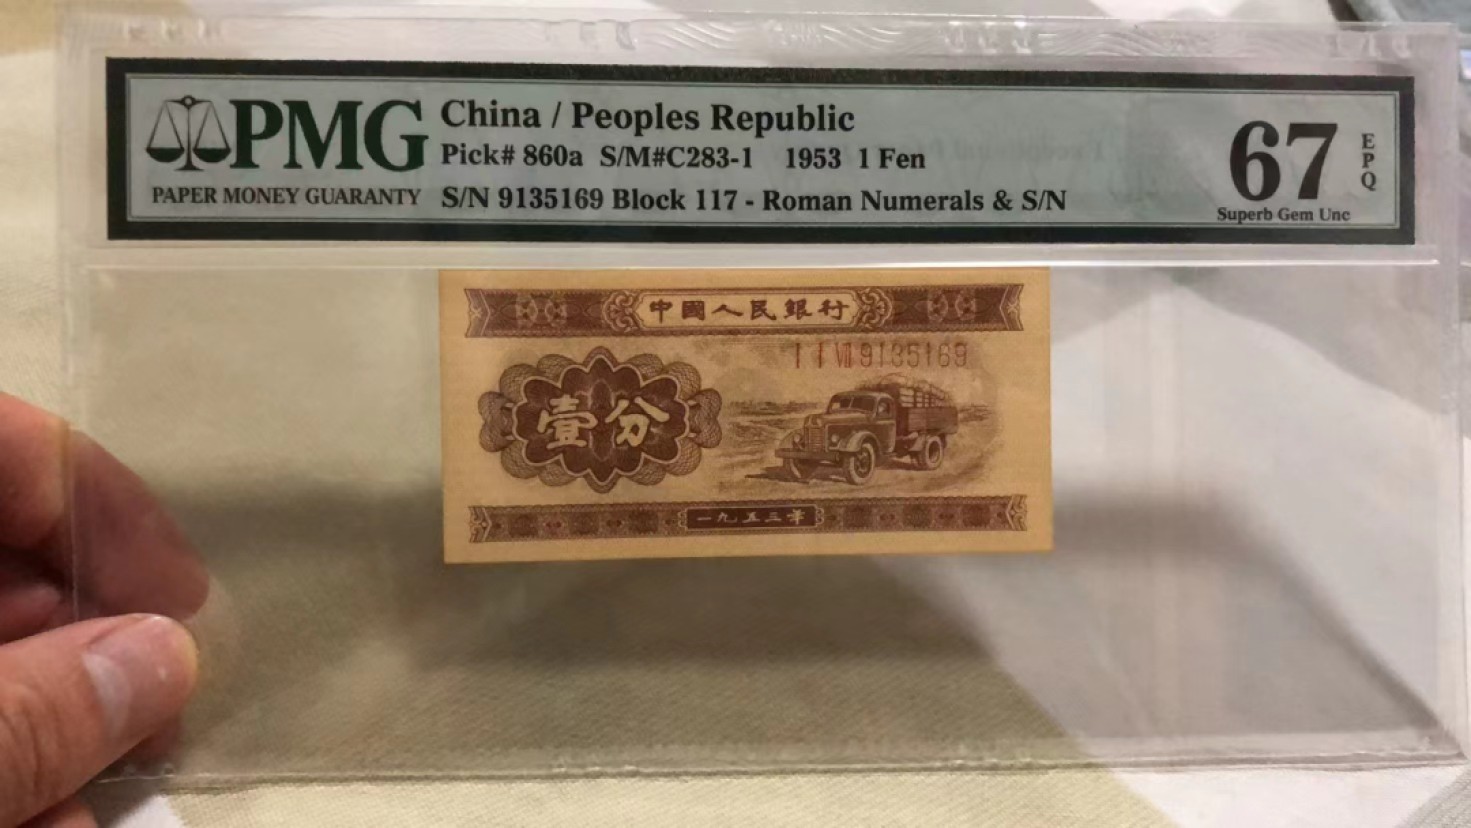 PMG
PAPER MONEY GUARANTY
China / Peoples Republic
Pick# 860a S/M#C283-1 1953 1 Fen
S/N 9135169 Block 117 - Roman Numerals & S/N
67
EPQ
Superb Gem Unc
中國人民銀行
I I VII 9135169
壹分
一九五三年